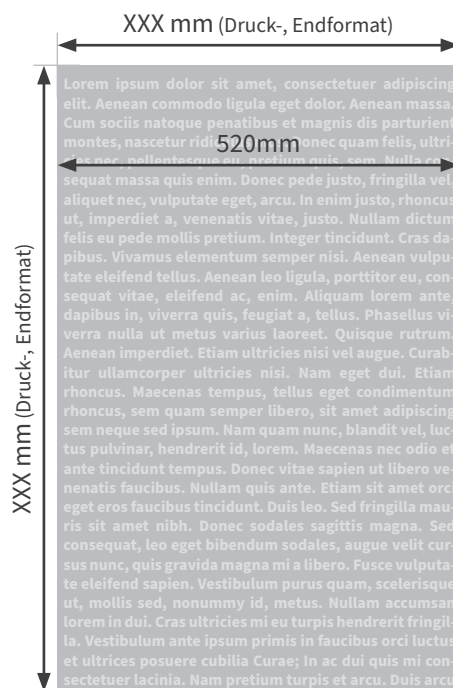 XXX mm (Druck-, Endformat)
XXX mm (Druck-, Endformat)
Lorem ipsum dolor sit amet, consectetuer adipiscing
elit. Aenean commodo ligula eget dolor. Aenean massa.
Cum sociis natoque penatibus et magnis dis parturient
montes, nascetur ridi Donec quam felis, ultri-
520mm
nec, pellentesque eu, pretium quis, sem. Nulla con-
sequat massa quis enim. Donec pede justo, fringilla vel,
aliquet nec, vulputate eget, arcu. In enim justo, rhoncus
ut, imperdiet a, venenatis vitae, justo. Nullam dictum
felis eu pede mollis pretium. Integer tincidunt. Cras da-
pibus. Vivamus elementum semper nisi. Aenean vulpu-
tate eleifend tellus. Aenean leo ligula, porttitor eu, con-
sequat vitae, eleifend ac, enim. Aliquam lorem ante,
dapibus in, viverra quis, feugiat a, tellus. Phasellus vi-
verra nulla ut metus varius laoreet. Quisque rutrum.
Aenean imperdiet. Etiam ultricies nisi vel augue. Curab-
itur ullamcorper ultricies nisi. Nam eget dui. Etiam
rhoncus. Maecenas tempus, tellus eget condimentum
rhoncus, sem quam semper libero, sit amet adipiscing
sem neque sed ipsum. Nam quam nunc, blandit vel, luc-
tus pulvinar, hendrerit id, lorem. Maecenas nec odio et
ante tincidunt tempus. Donec vitae sapien ut libero ve-
nenatis faucibus. Nullam quis ante. Etiam sit amet orci
eget eros faucibus tincidunt. Duis leo. Sed fringilla mau-
ris sit amet nibh. Donec sodales sagittis magna. Sed
consequat, leo eget bibendum sodales, augue velit cur-
sus nunc, quis gravida magna mi a libero. Fusce vulputa-
te eleifend sapien. Vestibulum purus quam, scelerisque
ut, mollis sed, nonummy id, metus. Nullam accumsan
lorem in dui. Cras ultricies mi eu turpis hendrerit fringil-
la. Vestibulum ante ipsum primis in faucibus orci luctus
et ultrices posuere cubilia Curae; In ac dui quis mi con-
sectetuer lacinia. Nam pretium turpis et arcu. Duis arcu